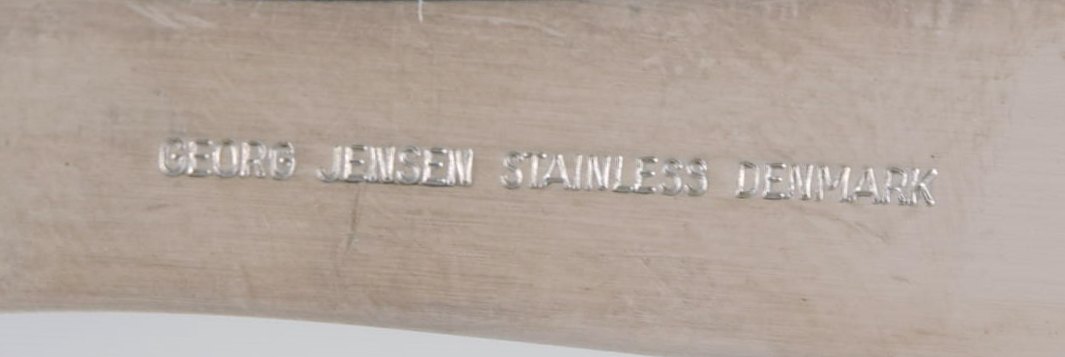 GEORG JENSEN STAINLESS DENMARK